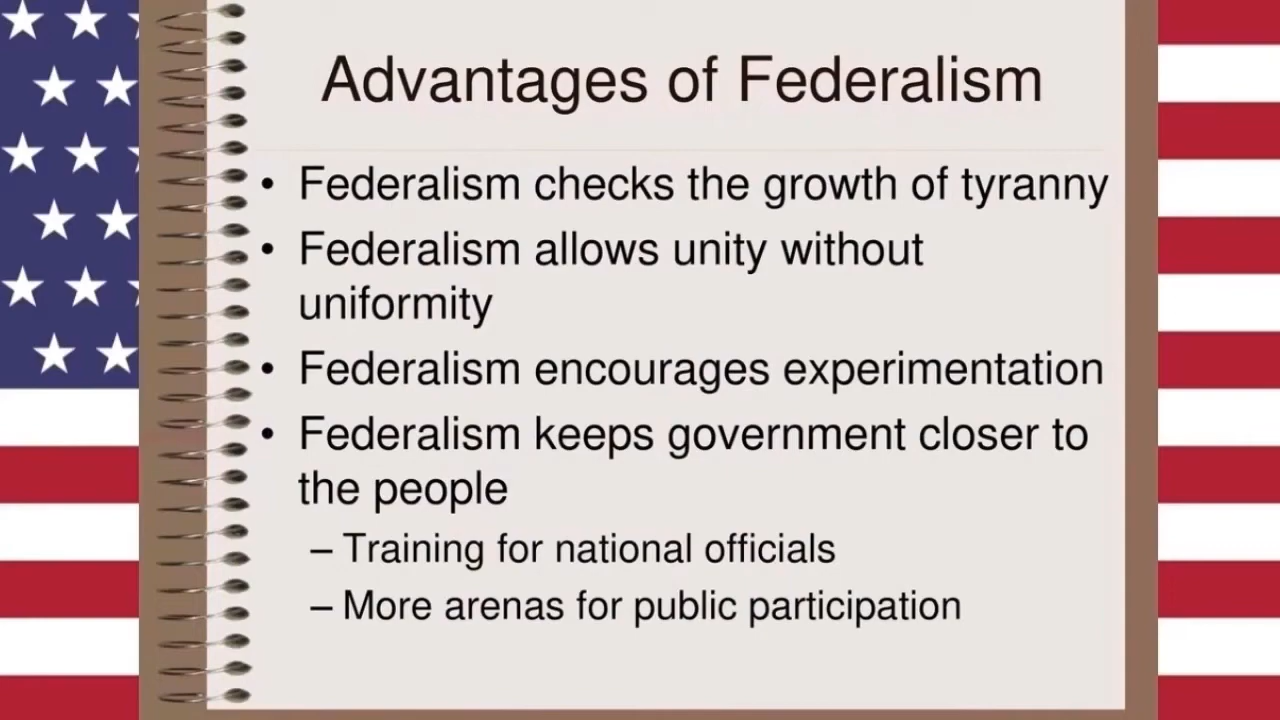 Advantages of Federalism
• Federalism checks the growth of tyranny
• Federalism allows unity without
uniformity
• Federalism encourages experimentation
• Federalism keeps government closer to
the people
– Training for national officials
– More arenas for public participation